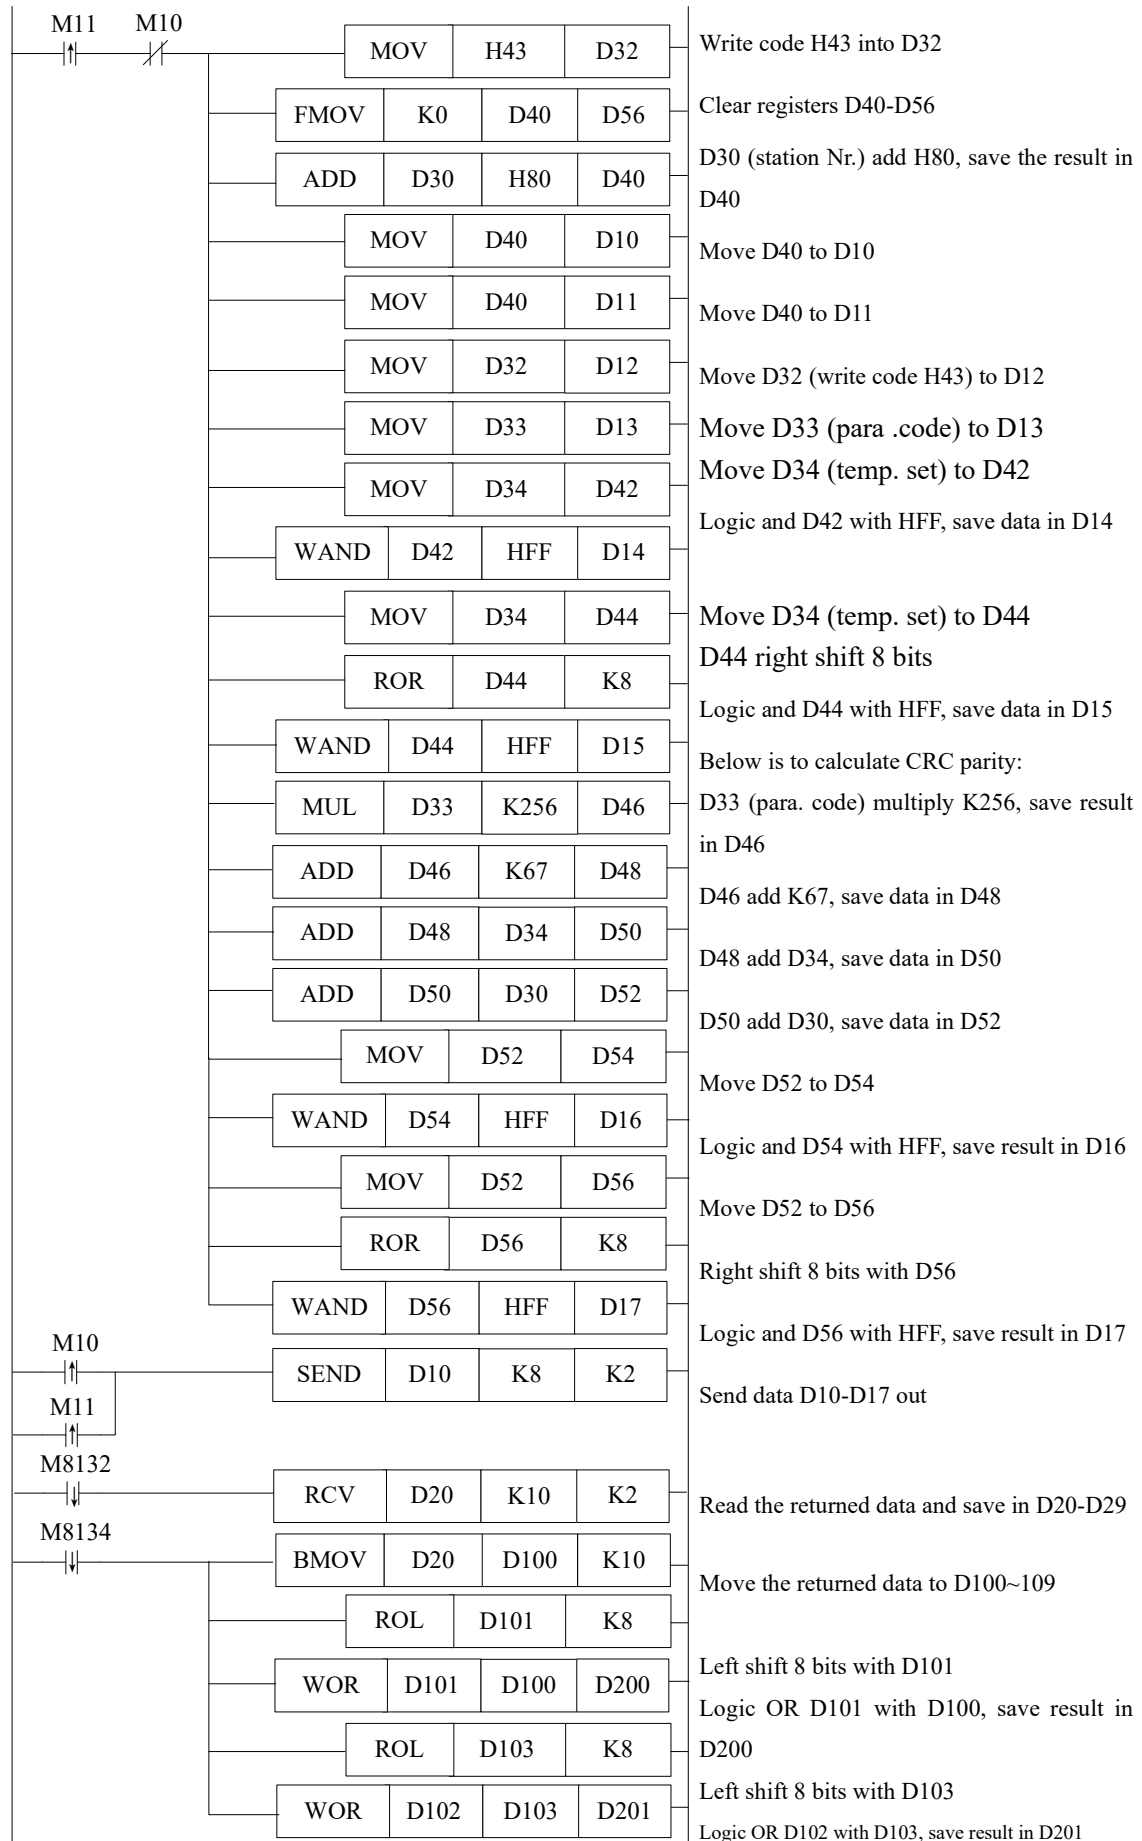 M11 M10
MOV H43 D32 Write code H43 into D32
FMOV K0 D40 D56 Clear registers D40-D56
ADD D30 H80 D40 D30 (station Nr.) add H80, save the result in
D40
MOV D40 D10 Move D40 to D10
MOV D40 D11 Move D40 to D11
MOV D32 D12 Move D32 (write code H43) to D12
MOV D33 D13 Move D33 (para .code) to D13
MOV D34 D42 Move D34 (temp. set) to D42
WAND D42 HFF D14 Logic and D42 with HFF, save data in D14
MOV D34 D44 Move D34 (temp. set) to D44
ROR D44 K8 D44 right shift 8 bits
WAND D44 HFF D15 Logic and D44 with HFF, save data in D15
Below is to calculate CRC parity:
MUL D33 K256 D46 D33 (para. code) multiply K256, save result
in D46
ADD D46 K67 D48 D46 add K67, save data in D48
ADD D48 D34 D50 D48 add D34, save data in D50
ADD D50 D30 D52 D50 add D30, save data in D52
MOV D52 D54 Move D52 to D54
WAND D54 HFF D16 Logic and D54 with HFF, save result in D16
MOV D52 D56 Move D52 to D56
ROR D56 K8 Right shift 8 bits with D56
WAND D56 HFF D17 Logic and D56 with HFF, save result in D17
M10
SEND D10 K8 K2 Send data D10-D17 out
M11
M8132
RCV D20 K10 K2 Read the returned data and save in D20-D29
M8134
BMOV D20 D100 K10 Move the returned data to D100~109
ROL D101 K8 Left shift 8 bits with D101
WOR D101 D100 D200 Logic OR D101 with D100, save result in
D200
ROL D103 K8 Left shift 8 bits with D103
WOR D102 D103 D201 Logic OR D102 with D103, save result in D201